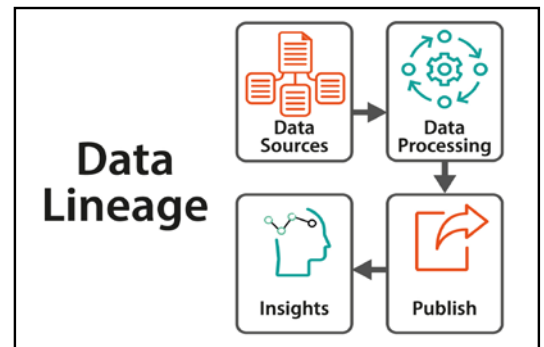 Data
Lineage
Data
Sources
Data
Processing
Insights
Publish